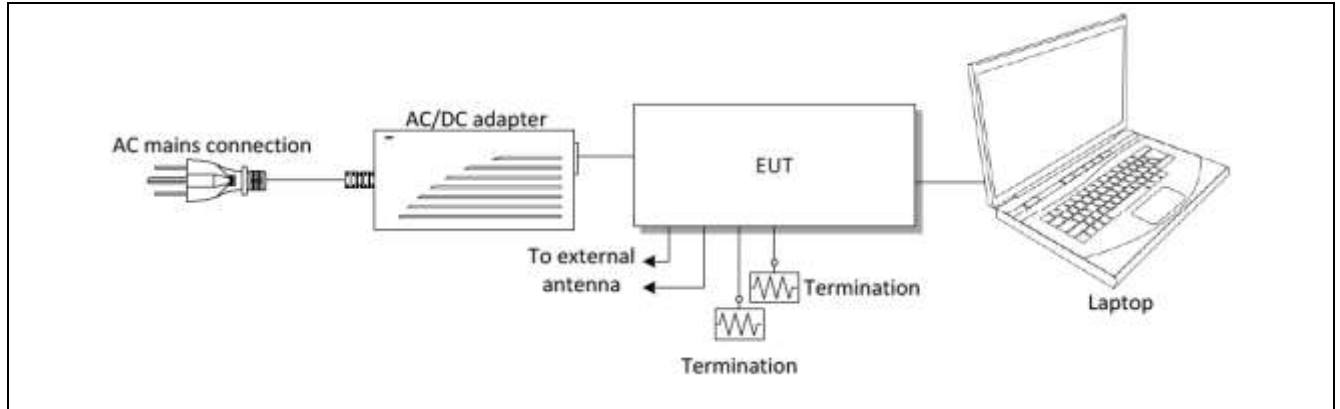 AC/DC adapter
AC mains connection
EUT
To external
antenna
Termination
Termination
Laptop